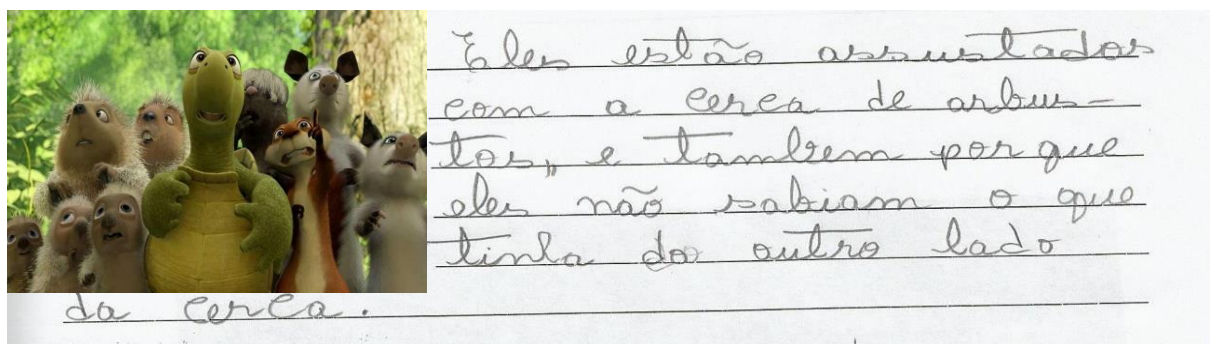 Eles estão assustados
com a cerca de arbus-
tos, e tambem por que
eles não sabiam o que
tinha do outro lado
da cerca.